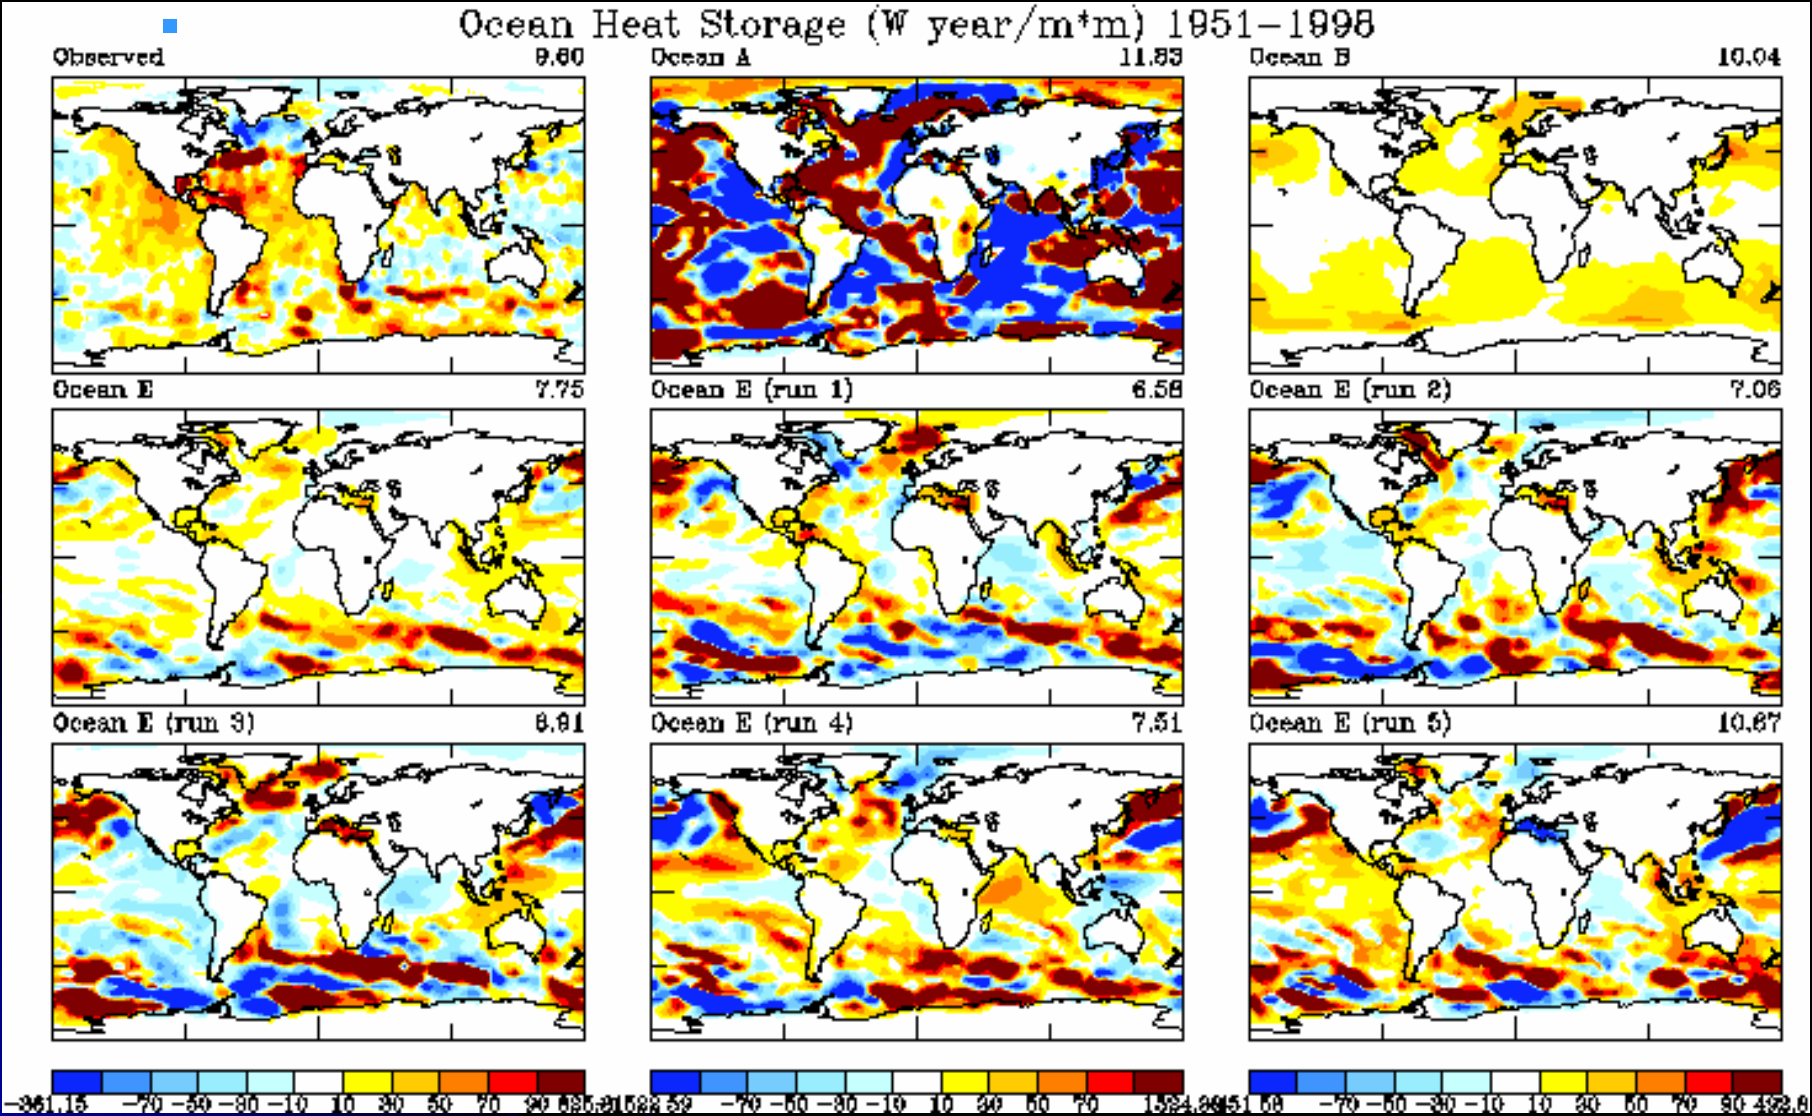 Ocean Heat Storage (W year/m*m) 1951-1998
Observed 9.60
Ocean A 11.83
Ocean B 10.04
Ocean E 7.75
Ocean E (run 1) 6.58
Ocean E (run 2) 7.06
Ocean E (run 3)
Ocean E (run 4) 7.51
Ocean E (run 5) 10.67
-361.15 -70 -50 -30 -10 10 30 50 70 90
-70 -50 -30 -10 10 30 50 70
-70 -50 -30 -10 10 30 50 70 90